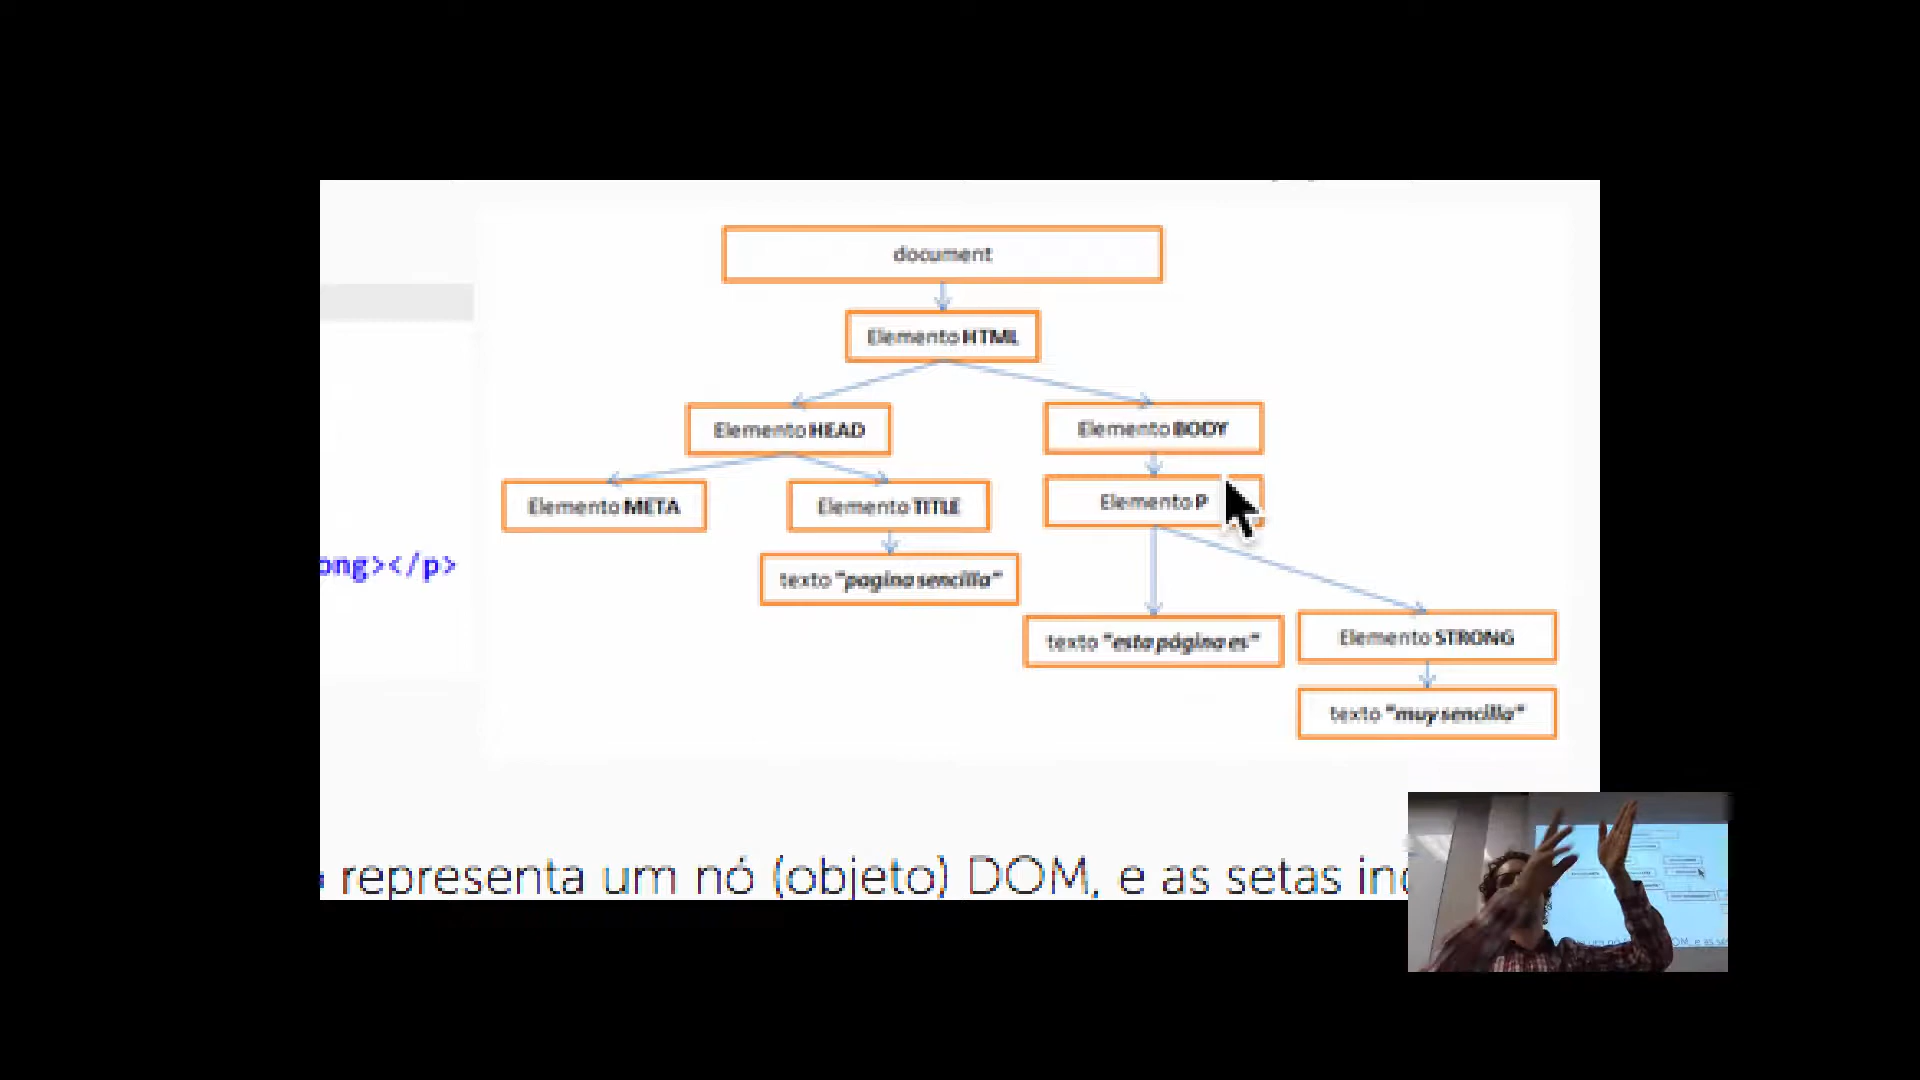 document
Elemento HTML
Elemento HEAD
Elemento BODY
Elemento META
Elemento TITLE
Elemento P
ong></p>
texto "pagina sencilla"
texto "esta página es"
Elemento STRONG
texto "muy sencilla"
representa um nó (objeto) DOM, e as setas inc